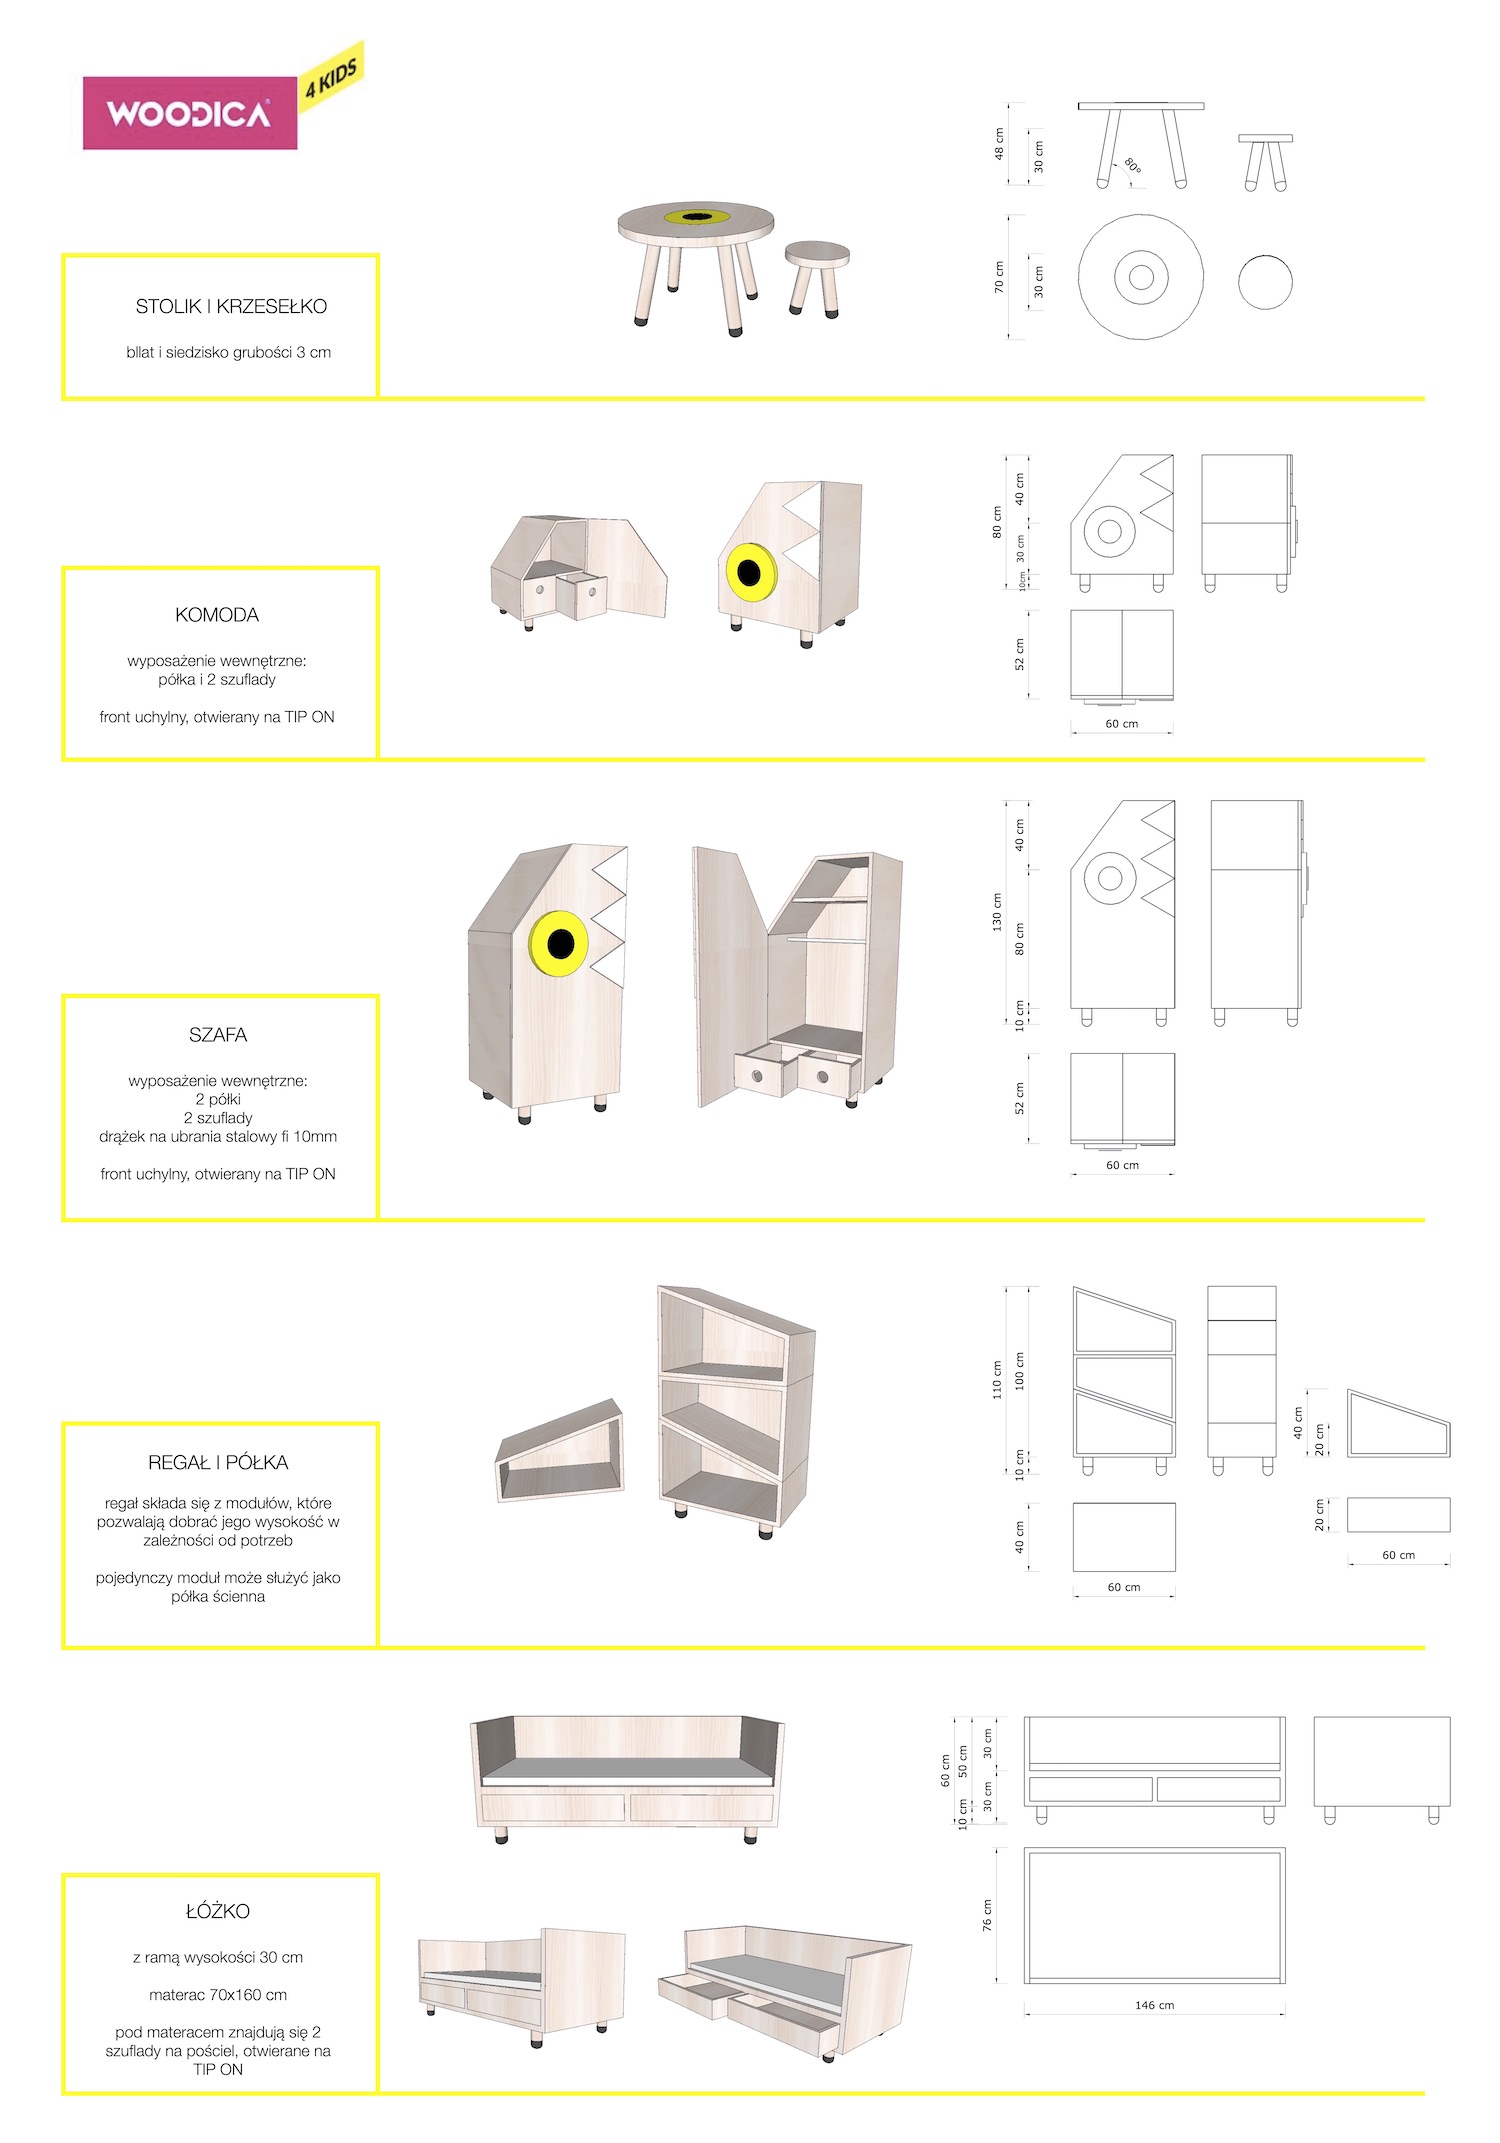 WOODICA®
4 KIDS
48 cm
30 cm
80°
70 cm
30 cm
STOLIK I KRZESEŁKO
bllat i siedzisko grubości 3 cm
80 cm
40 cm
30 cm
10cm
52 cm
60 cm
KOMODA
wyposażenie wewnętrzne:
półka i 2 szuflady
front uchylny, otwierany na TIP ON
130 cm
40 cm
80 cm
10 cm
52 cm
60 cm
SZAFA
wyposażenie wewnętrzne:
2 półki
2 szuflady
drążek na ubrania stalowy fi 10mm
front uchylny, otwierany na TIP ON
110 cm
100 cm
10 cm
40 cm
60 cm
40 cm
20 cm
20 cm
60 cm
REGAŁ I PÓŁKA
regał składa się z modułów, które
pozwalają dobrać jego wysokość w
zależności od potrzeb
pojedynczy moduł może służyć jako
półka ścienna
60 cm
50 cm
10 cm
30 cm
30 cm
76 cm
146 cm
ŁÓŻKO
z ramą wysokości 30 cm
materac 70x160 cm
pod materacem znajdują się 2
szuflady na pościel, otwierane na
TIP ON